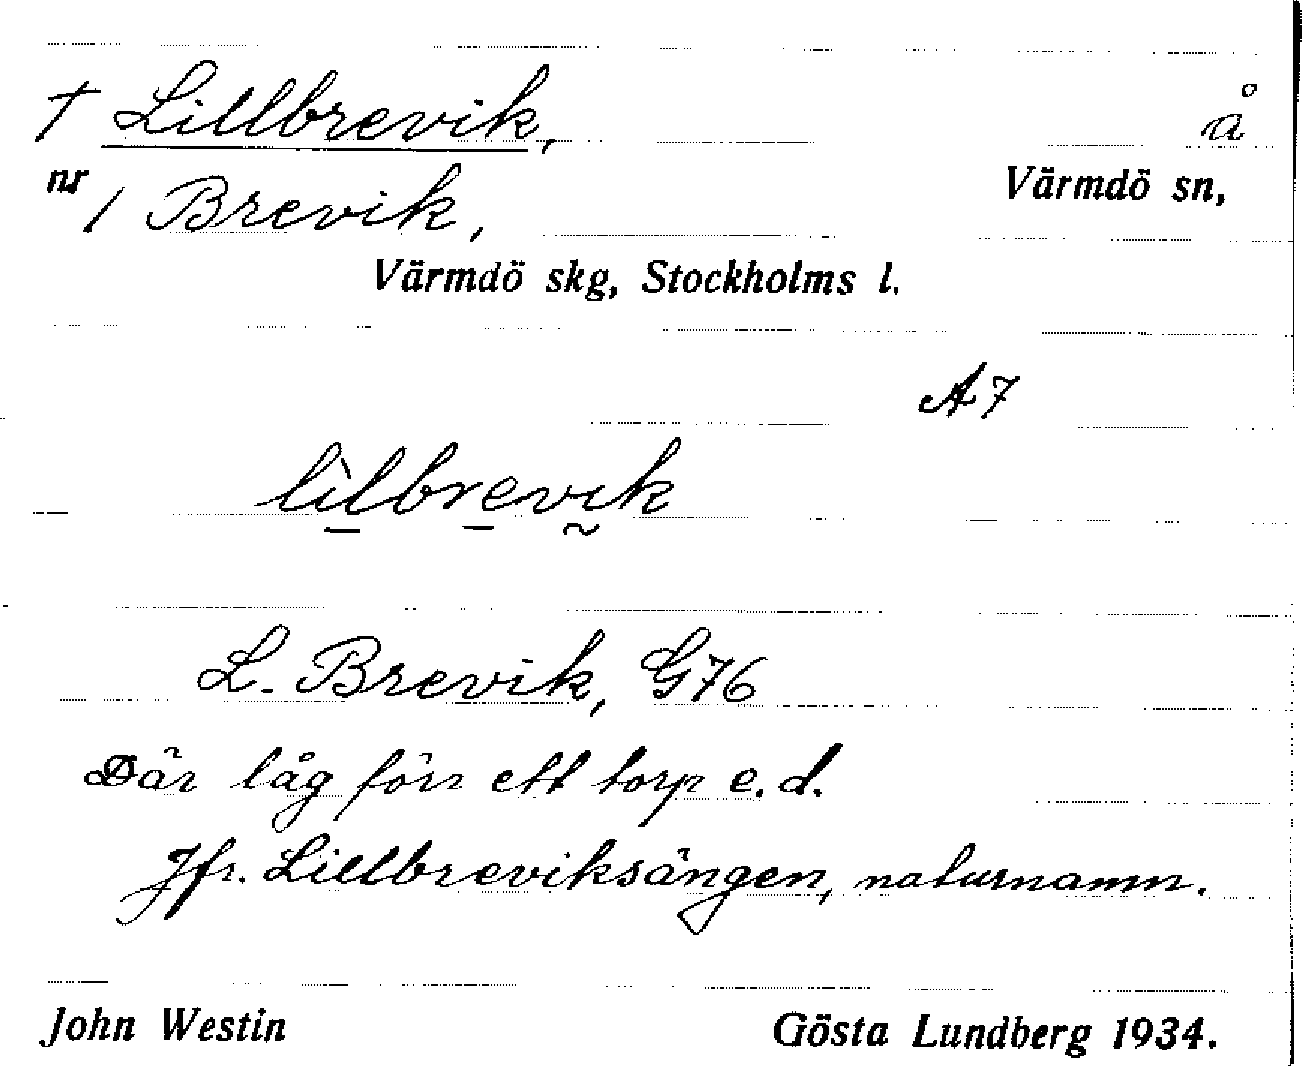 † Lillbrevik, å
nr 1 Brevik, Värmdö sn,
Värmdö skg, Stockholms l.
A7
lìlbrevik
L. Brevik, G76
Där låg förr ett torp e. d.
Jfr. Lillbreviksängen, naturnamn.
John Westin Gösta Lundberg 1934.